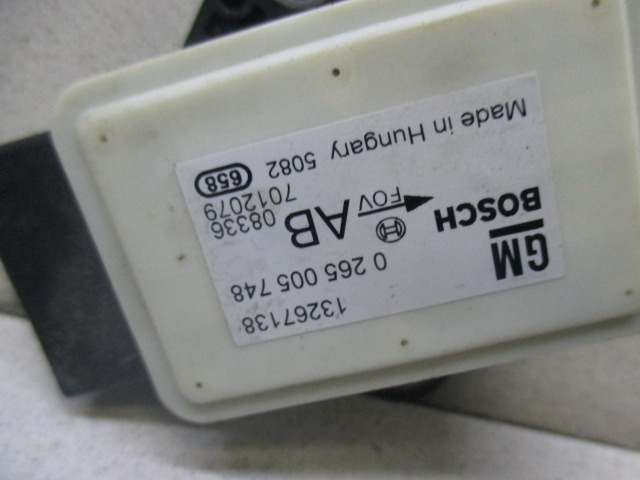 GM 13267138
BOSCH 0 265 005 748
FOV AB 08336
7012079
Made in Hungary 5082 658